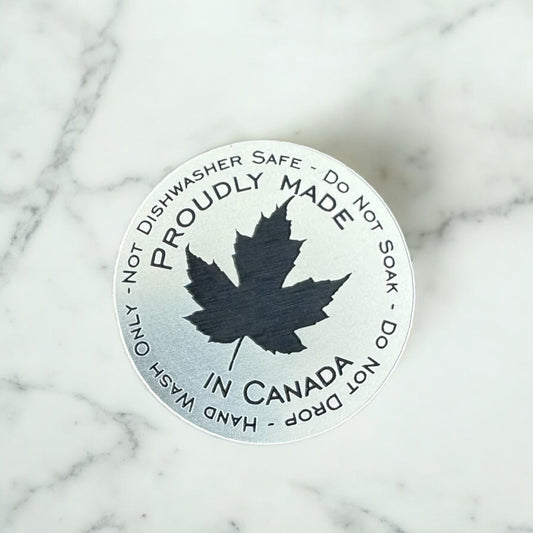 Not Dishwasher Safe - Do Not Soak - Do Not Drop - Hand Wash Only -
Proudly Made
in Canada